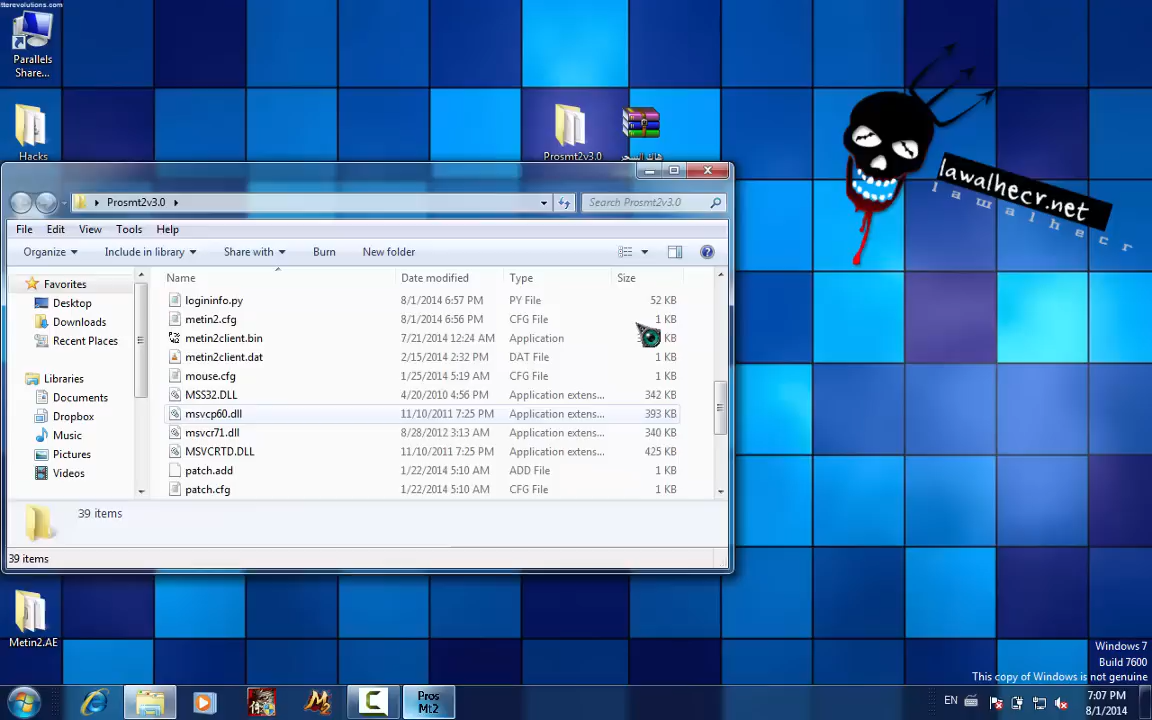 tterevolutions.com
Parallels
Share...
Hacks
Prosmt2v3.0
هاك السحر
lawalhecr.net
lawalhecr
Prosmt2v3.0
Search Prosmt2v3.0
File Edit View Tools Help
Organize Include in library Share with Burn New folder
Name Date modified Type Size
Favorites
Desktop
Downloads
Recent Places
Libraries
Documents
Dropbox
Music
Pictures
Videos
logininfo.py 8/1/2014 6:57 PM PY File 52 KB
metin2.cfg 8/1/2014 6:56 PM CFG File 1 KB
metin2client.bin 7/21/2014 12:24 AM Application KB
metin2client.dat 2/15/2014 2:32 PM DAT File 1 KB
mouse.cfg 1/25/2014 5:19 AM CFG File 1 KB
MSS32.DLL 4/20/2010 4:56 PM Application extens... 342 KB
msvcp60.dll 11/10/2011 7:25 PM Application extens... 393 KB
msvcr71.dll 8/28/2012 3:13 AM Application extens... 340 KB
MSVCRTD.DLL 11/10/2011 7:25 PM Application extens... 425 KB
patch.add 1/22/2014 5:10 AM ADD File 1 KB
patch.cfg 1/22/2014 5:10 AM CFG File 1 KB
39 items
39 items
Metin2.AE
Windows 7
Build 7600
This copy of Windows is not genuine
Pros
Mt2
EN
7:07 PM
8/1/2014